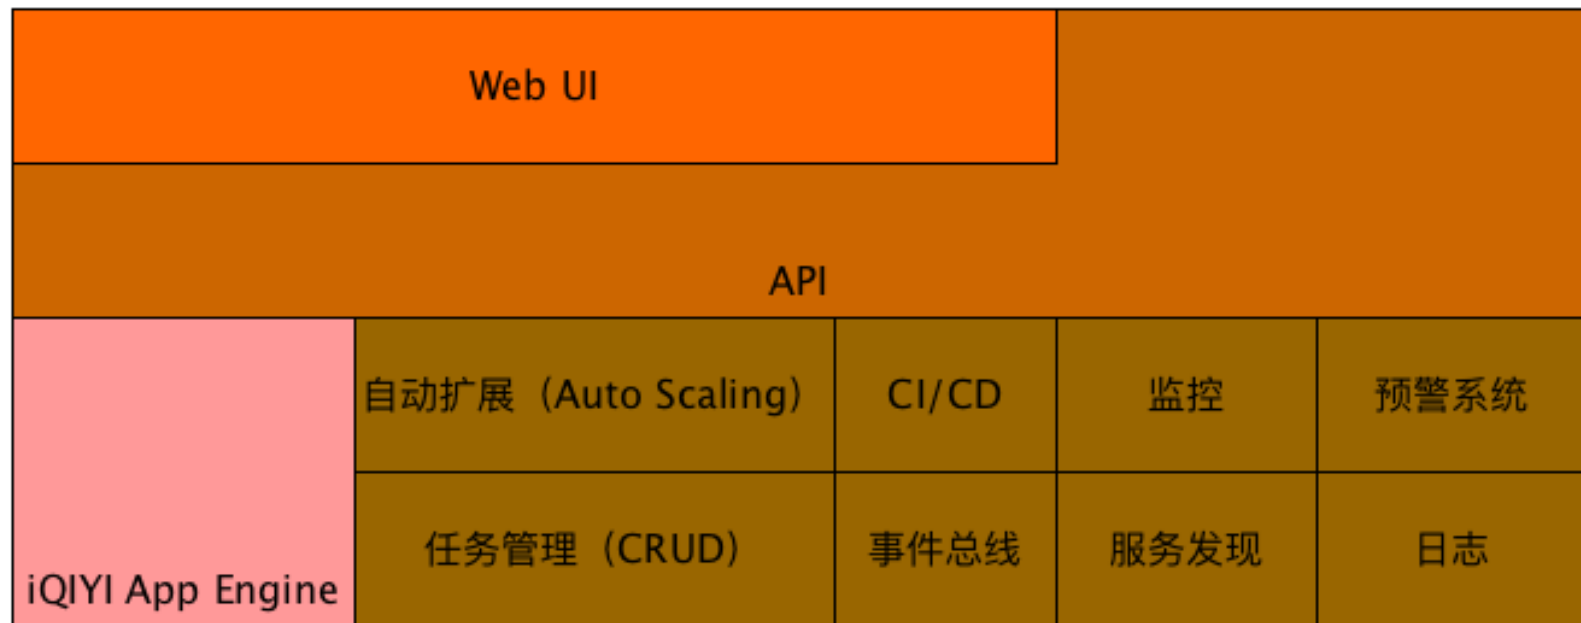 Web UI
API
自动扩展（Auto Scaling）
CI/CD
监控
预警系统
任务管理（CRUD）
事件总线
服务发现
日志
iQIYI App Engine